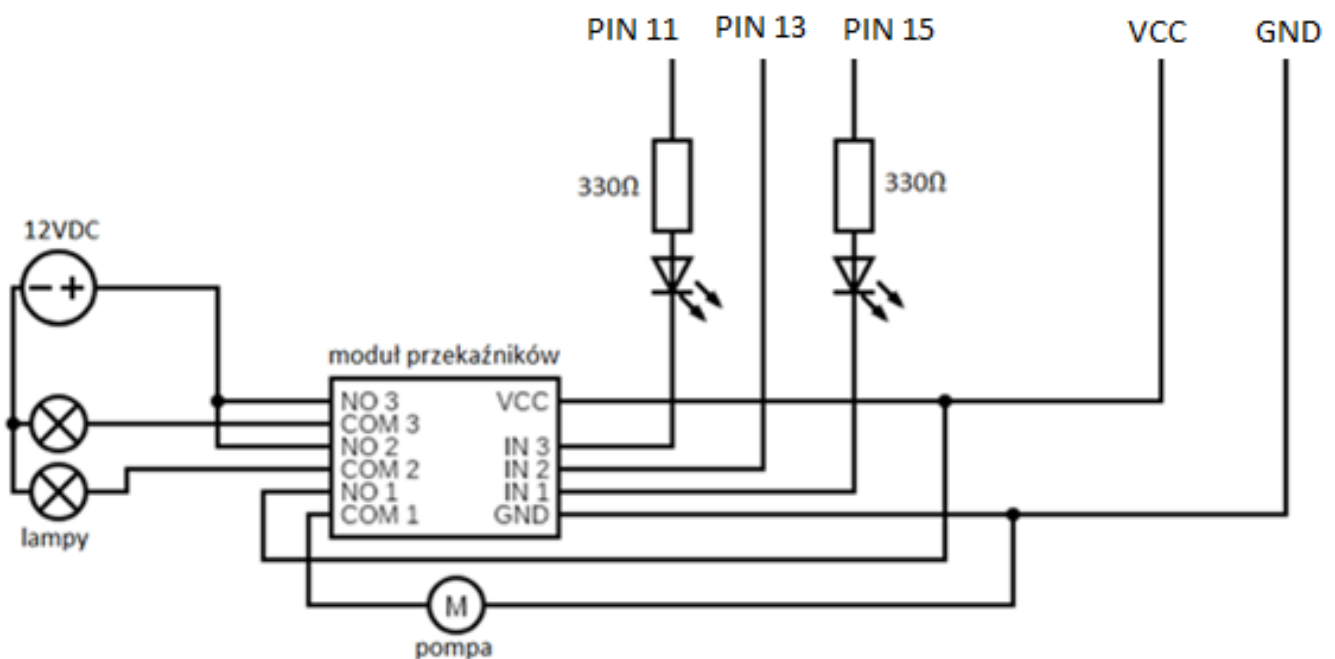 PIN 11 PIN 13 PIN 15 VCC GND
330Ω 330Ω
12VDC
- +
moduł przekaźników
NO 3 VCC
COM 3
NO 2 IN 3
COM 2 IN 2
NO 1 IN 1
COM 1 GND
lampy
M
pompa